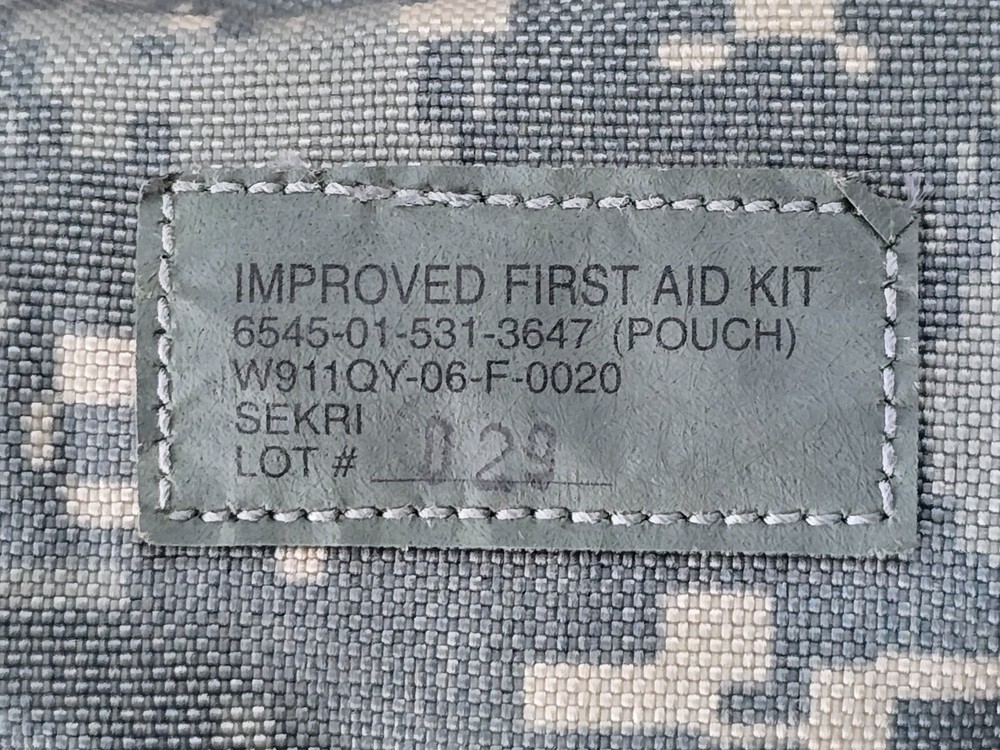 IMPROVED FIRST AID KIT
6545-01-531-3647 (POUCH)
W911QY-06-F-0020
SEKRI
LOT # 029